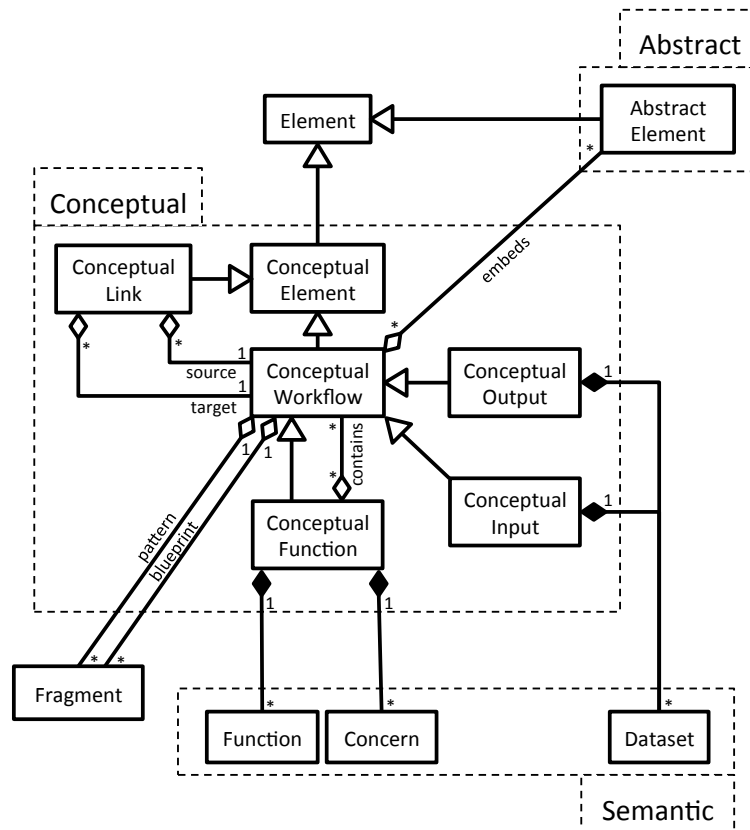 Abstract
Abstract
Element
*
Element
embeds
Conceptual
Conceptual
Link
*
*
Conceptual
Element
1
source
1
target
*
Conceptual
Workflow
Conceptual
Output
1
1
1
*
contains
*
Conceptual
Input
1
Conceptual
Function
1
1
pattern
blueprint
*
*
Fragment
*
*
*
Function
Concern
Dataset
Semantic